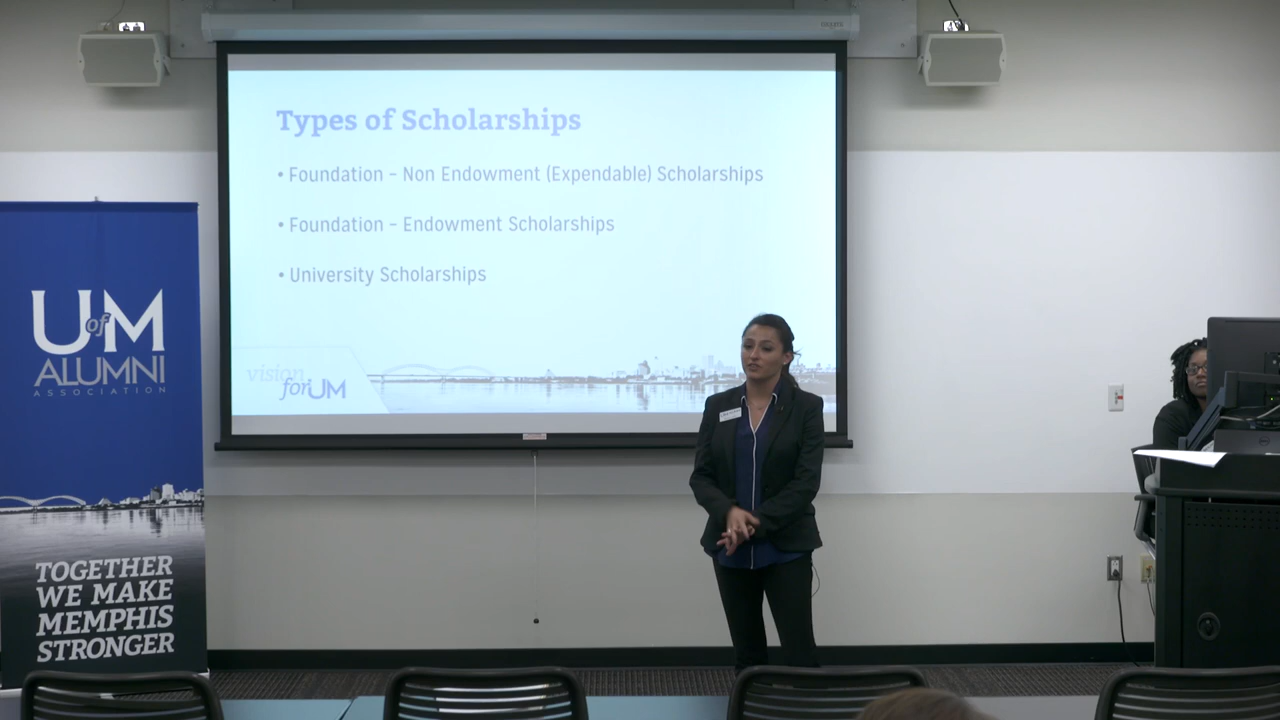 Types of Scholarships
• Foundation – Non Endowment (Expendable) Scholarships
• Foundation – Endowment Scholarships
• University Scholarships
vision
for UM
U of M
ALUMNI
ASSOCIATION
TOGETHER
WE MAKE
MEMPHIS
STRONGER